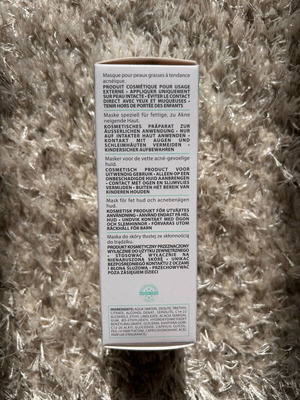 Masque pour peaux grasses à tendance
acnéique.
PRODUIT COSMÉTIQUE POUR USAGE
EXTERNE • APPLIQUER UNIQUEMENT
SUR PEAU INTACTE • ÉVITER LE CONTACT
DIRECT AVEC YEUX ET MUQUEUSES •
TENIR HORS DE PORTÉE DES ENFANTS
Maske speziell für fettige, zu Akne
neigende Haut.
KOSMETISCHES PRÄPARAT ZUR
ÄUSSERLICHEN ANWENDUNG • NUR AUF
INTAKTER HAUT ANWENDEN •
KONTAKT MIT AUGEN UND
SCHLEIMHÄUTEN VERMEIDEN •
KINDERSICHER AUFBEWAHREN
Masker voor de vette acné-gevoelige
huid.
COSMETISCH PRODUCT VOOR
UITWENDIG GEBRUIK • ALLEEN OP EEN
ONBESCHADIGDE HUID AANBRENGEN
• CONTACT MET OGEN EN SLIJMVLIES
VERMIJDEN • BUITEN HET BEREIK VAN
KINDEREN HOUDEN
Mask för fet hud och acnebenägen
hud.
KOSMETISK PRODUKT FÖR UTVÄRTES
ANVÄNDNING • ANVÄND ENDAST PÅ HEL
HUD • UNDVIK KONTAKT MED ÖGON
OCH SLEMHINNOR • FÖRVARAS UTOM
RÄCKHÅLL FÖR BARN
Maska do skóry tłustej ze skłonnością
do trądziku.
PRODUKT KOSMETYCZNY PRZEZNACZONY
WYŁĄCZNIE DO UŻYTKU ZEWNĘTRZNEGO
• STOSOWAĆ WYŁĄCZNIE NA
NIENARUSZONĄ SKÓRĘ • UNIKAĆ
BEZPOŚREDNIEGO KONTAKTU Z OCZAMI
I BŁONĄ ŚLUZOWĄ • PRZECHOWYWAĆ
POZA ZASIĘGIEM DZIECI
INGREDIENTS: AQUA (WATER),
CITRATE, ALCOHOL DENAT.,